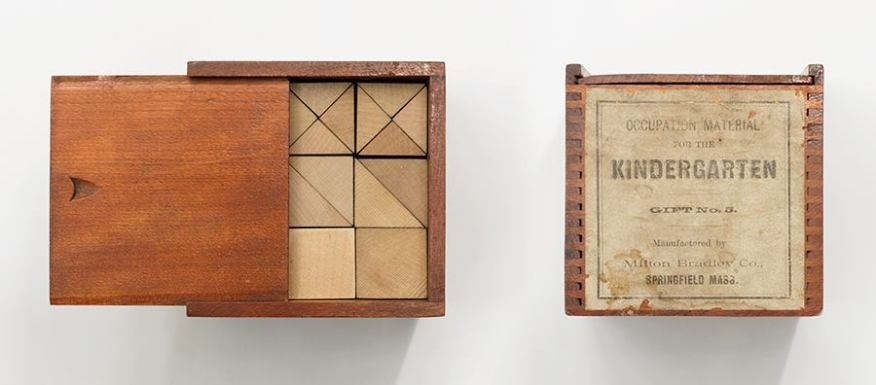 OCCUPATION MATERIAL
FOR THE
KINDERGARTEN
GIFT No. 5.
Manufactured by
Milton Bradley Co.,
SPRINGFIELD MASS.